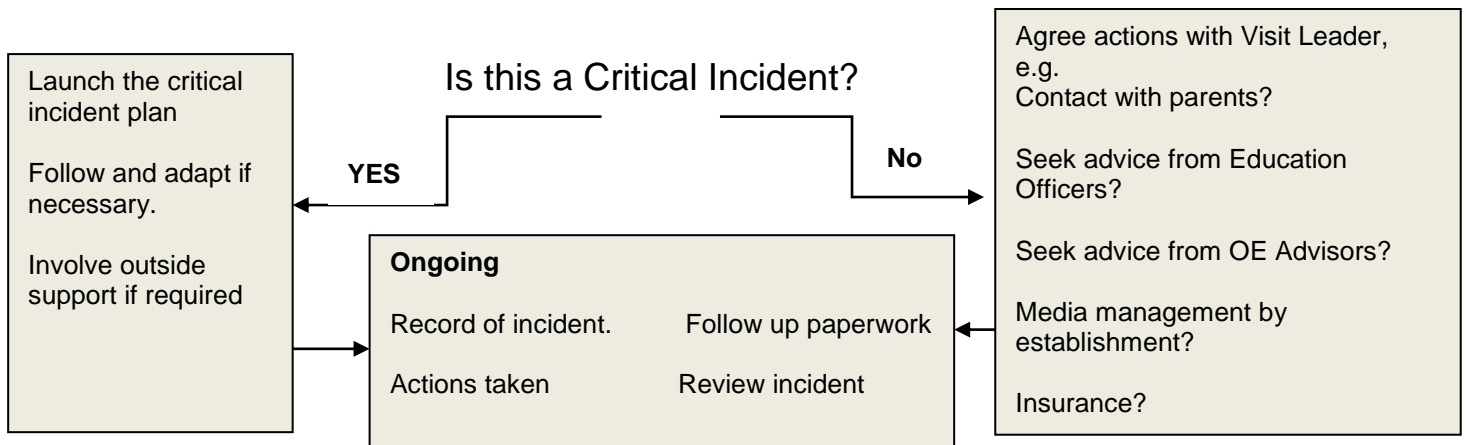 Is this a Critical Incident?
YES
No
Launch the critical
incident plan
Follow and adapt if
necessary.
Involve outside
support if required
Agree actions with Visit Leader,
e.g.
Contact with parents?
Seek advice from Education
Officers?
Seek advice from OE Advisors?
Media management by
establishment?
Insurance?
Ongoing
Record of incident. Follow up paperwork
Actions taken Review incident